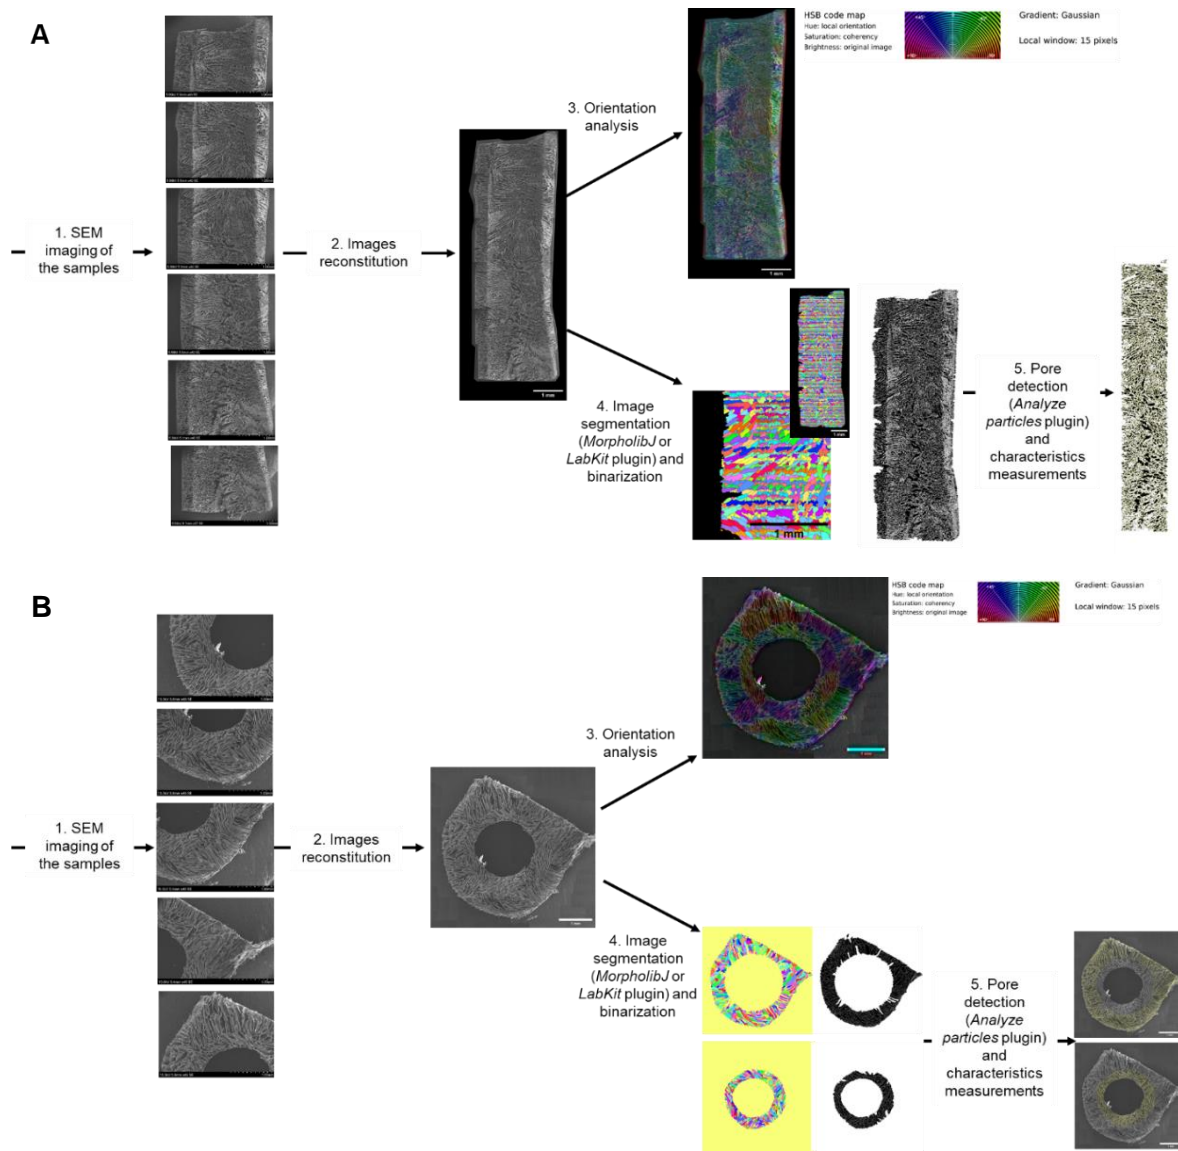 A
HSB code map
Hue: local orientation
Saturation: coherency
Brightness: original image
Gradient: Gaussian
Local window: 15 pixels
3. Orientation
analysis
1. SEM
imaging of
the samples
2. Images
reconstitution
1 mm
1 mm
4. Image
segmentation
(MorpholibJ or
LabKit plugin) and
binarization
1 mm
1 mm
5. Pore
detection
(Analyze
particles plugin)
and
characteristics
measurements
B
HSB code map
Hue: local orientation
Saturation: coherency
Brightness: original image
Gradient: Gaussian
Local window: 15 pixels
3. Orientation
analysis
1. SEM
imaging of
the samples
2. Images
reconstitution
4. Image
segmentation
(MorpholibJ or
LabKit plugin) and
binarization
5. Pore
detection
(Analyze
particles plugin)
and
characteristics
measurements